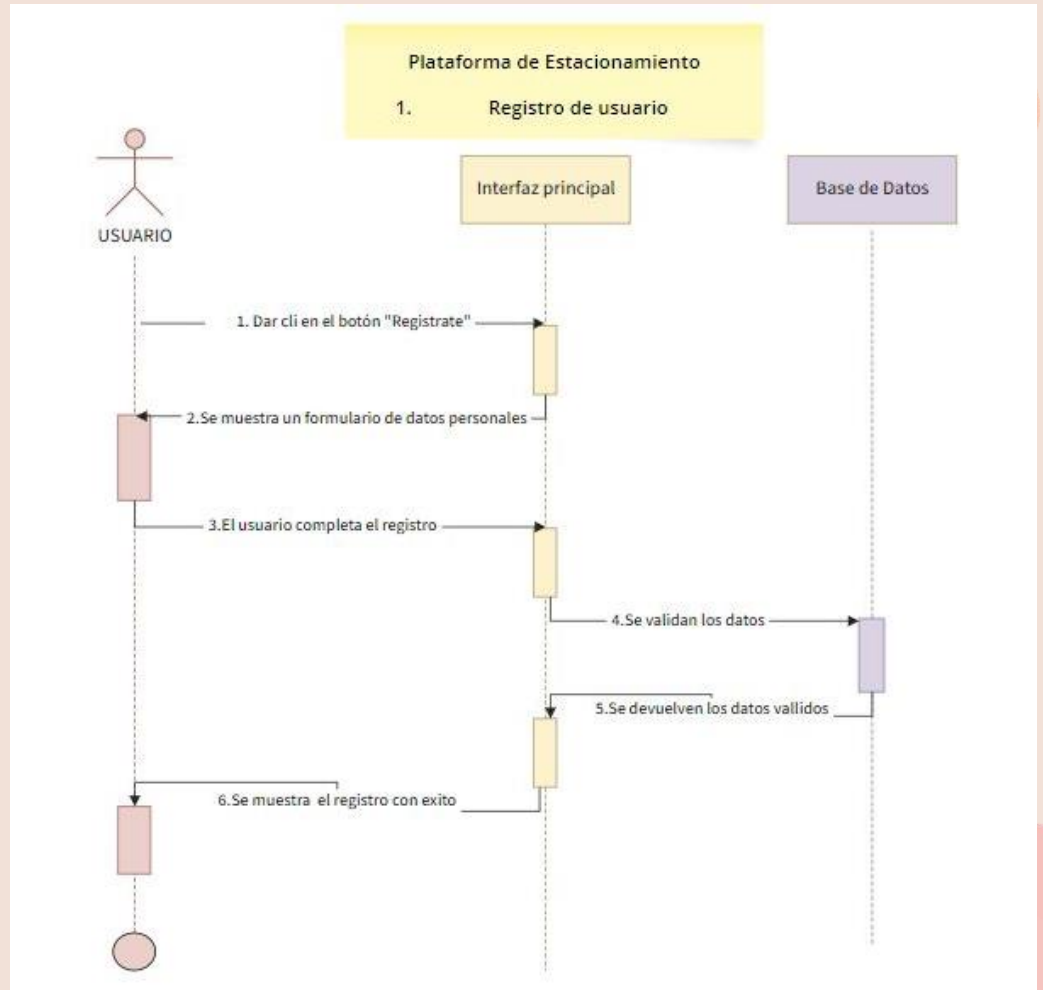 Plataforma de Estacionamiento
1. Registro de usuario
Interfaz principal
Base de Datos
USUARIO
1. Dar cli en el botón "Registrate"
2.Se muestra un formulario de datos personales
3.El usuario completa el registro
4.Se validan los datos
5.Se devuelven los datos vallidos
6.Se muestra el registro con exito